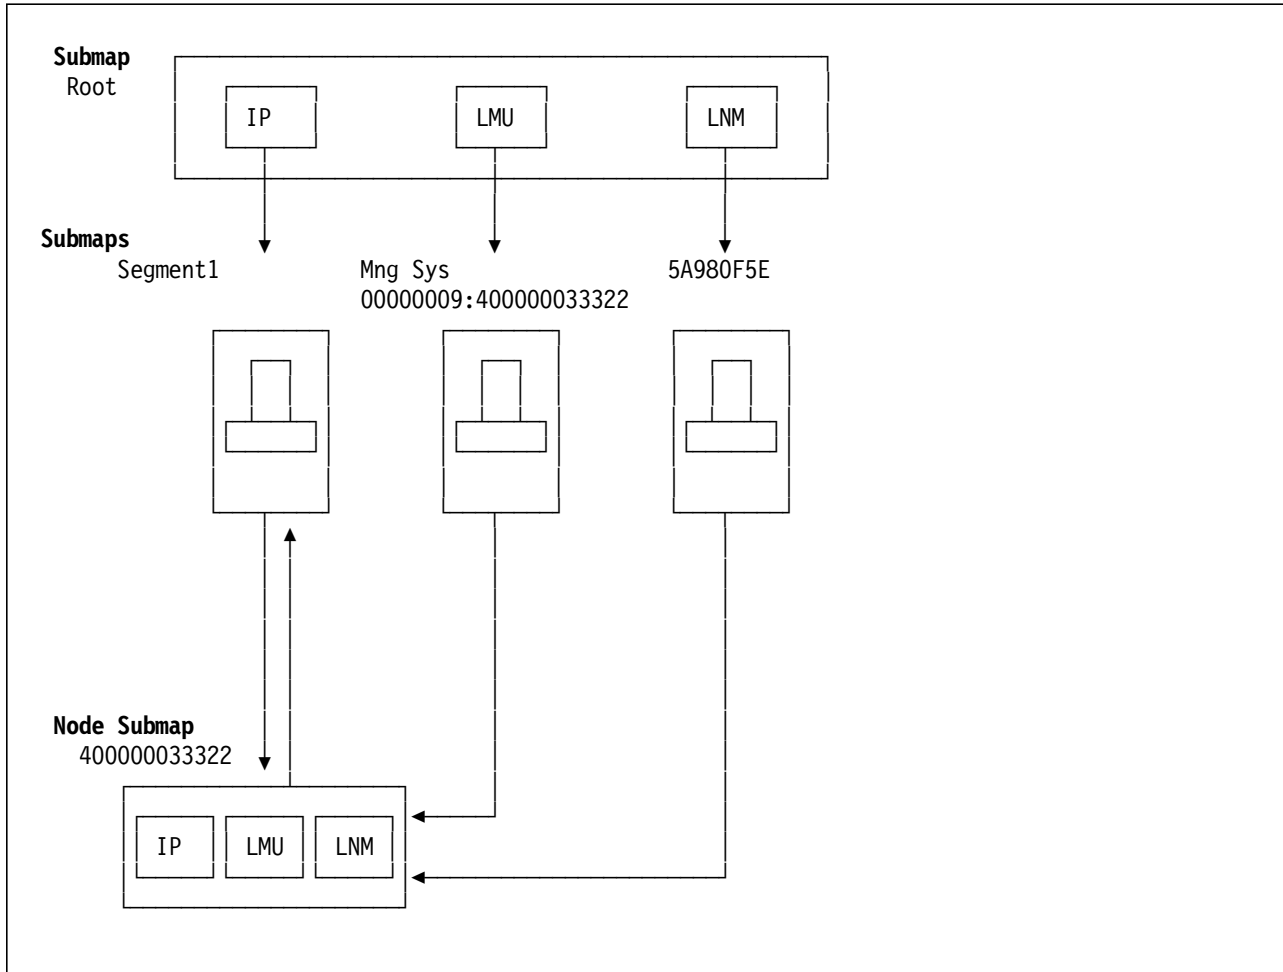 Submap
Root
IP LMU LNM
Submaps
Segment1 Mng Sys 5A980F5E
00000009:400000033322
Node Submap
400000033322
IP LMU LNM